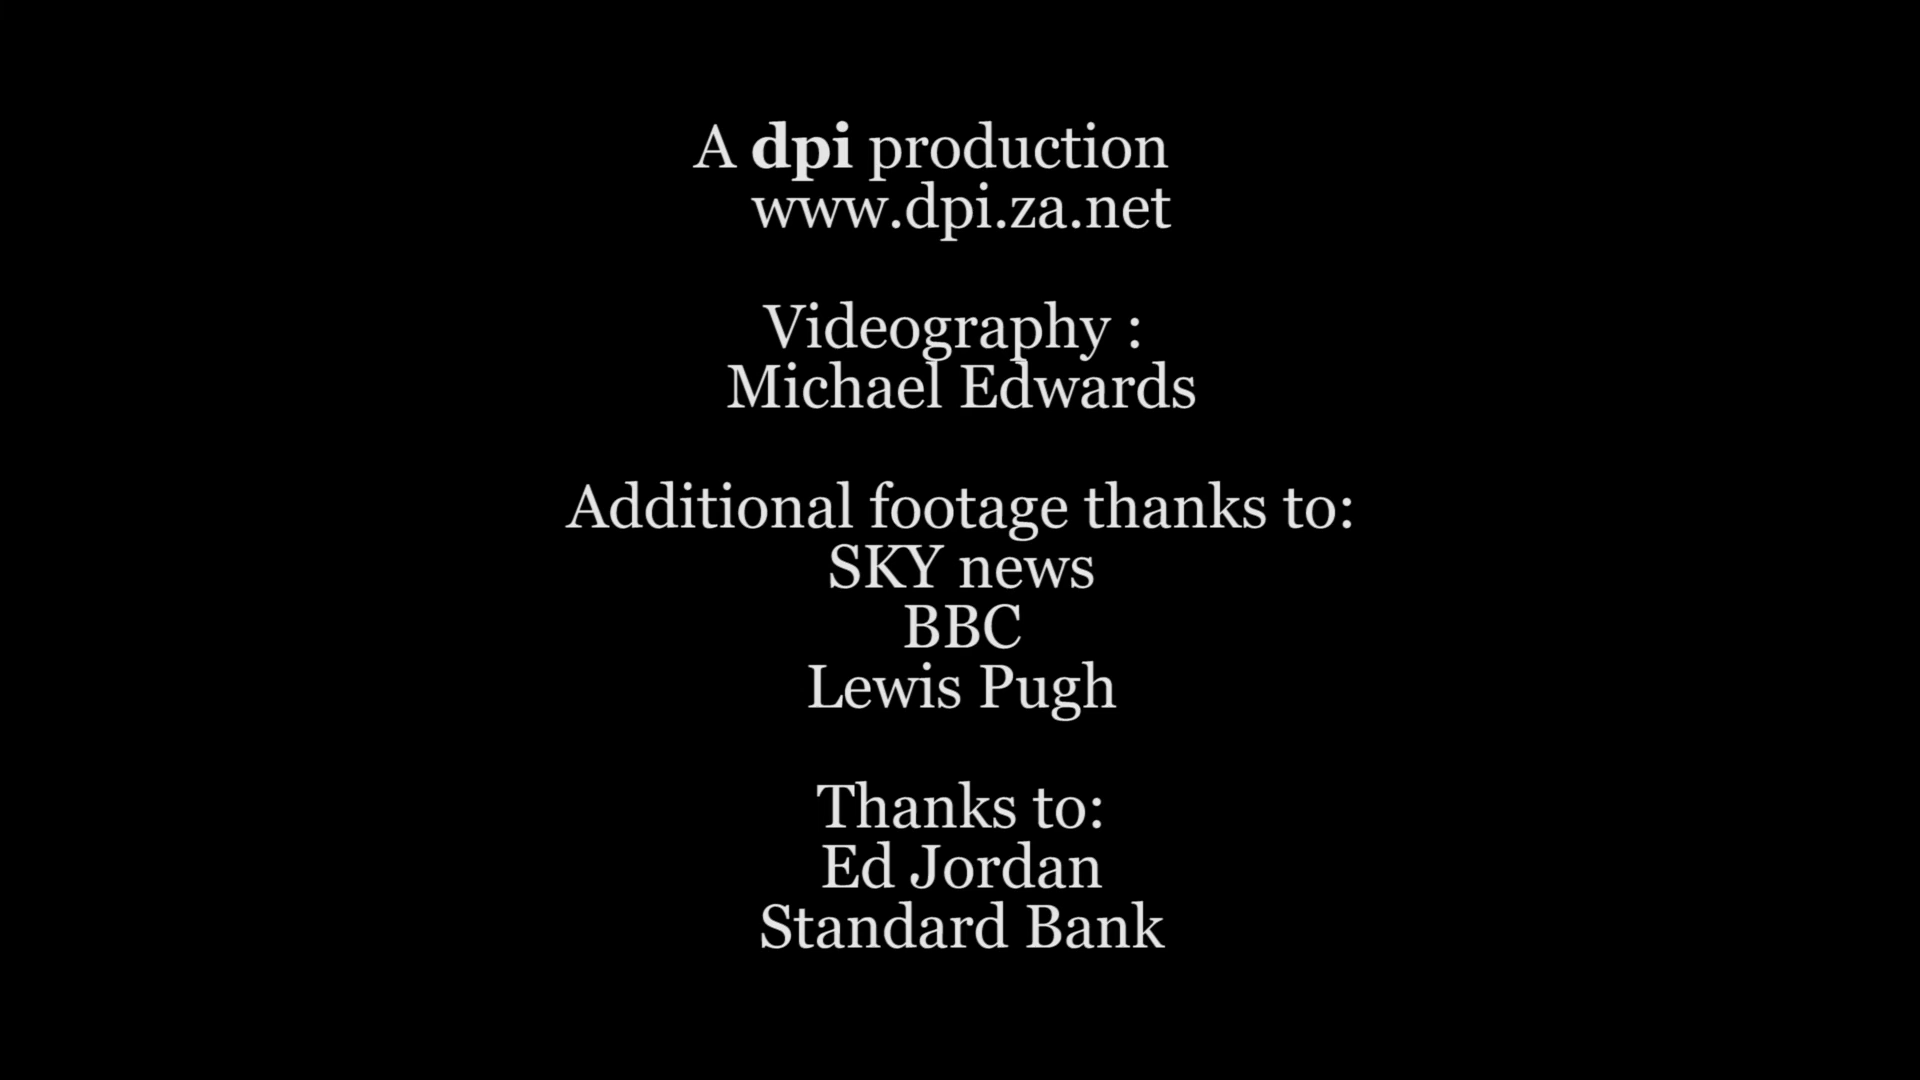 A dpi production
www.dpi.za.net
Videography :
Michael Edwards
Additional footage thanks to:
SKY news
BBC
Lewis Pugh
Thanks to:
Ed Jordan
Standard Bank